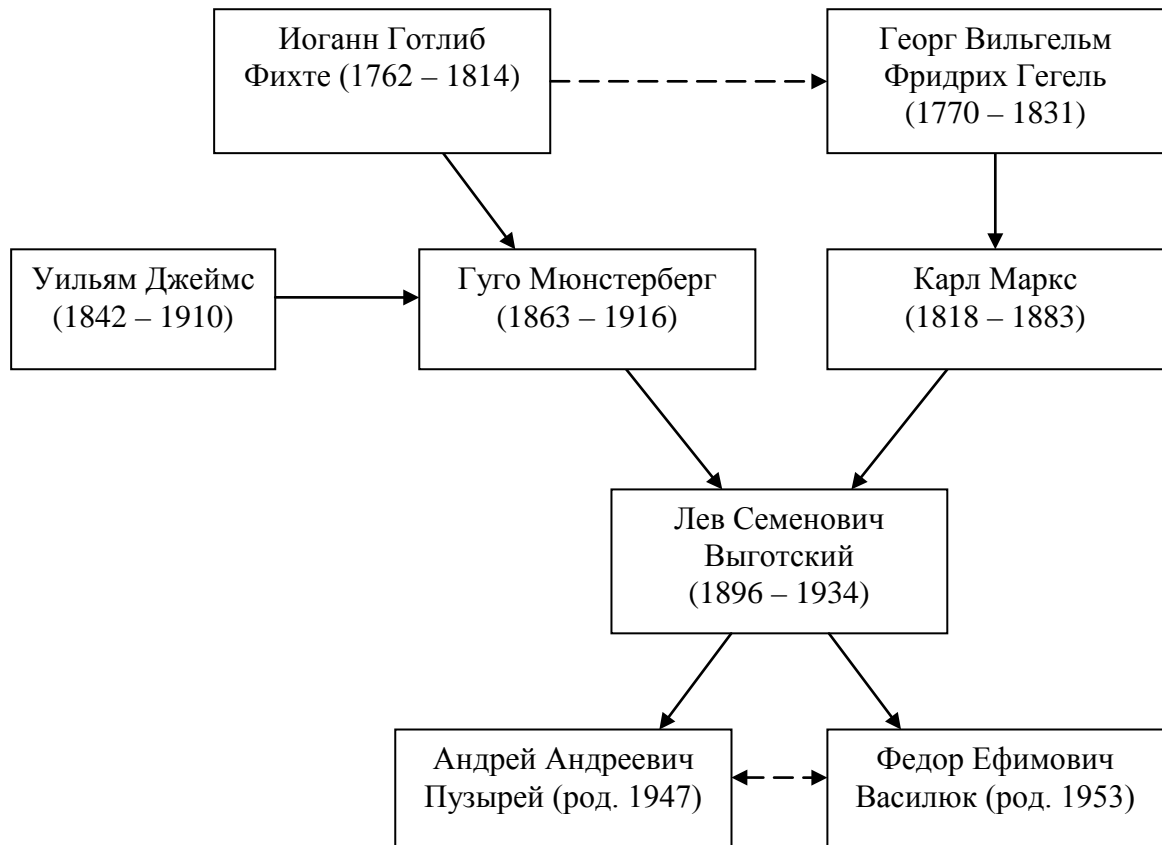 Иоганн Готлиб
Фихте (1762 – 1814)
Георг Вильгельм
Фридрих Гегель
(1770 – 1831)
Уильям Джеймс
(1842 – 1910)
Гуго Мюнстерберг
(1863 – 1916)
Карл Маркс
(1818 – 1883)
Лев Семенович
Выготский
(1896 – 1934)
Андрей Андреевич
Пузырей (род. 1947)
Федор Ефимович
Василюк (род. 1953)